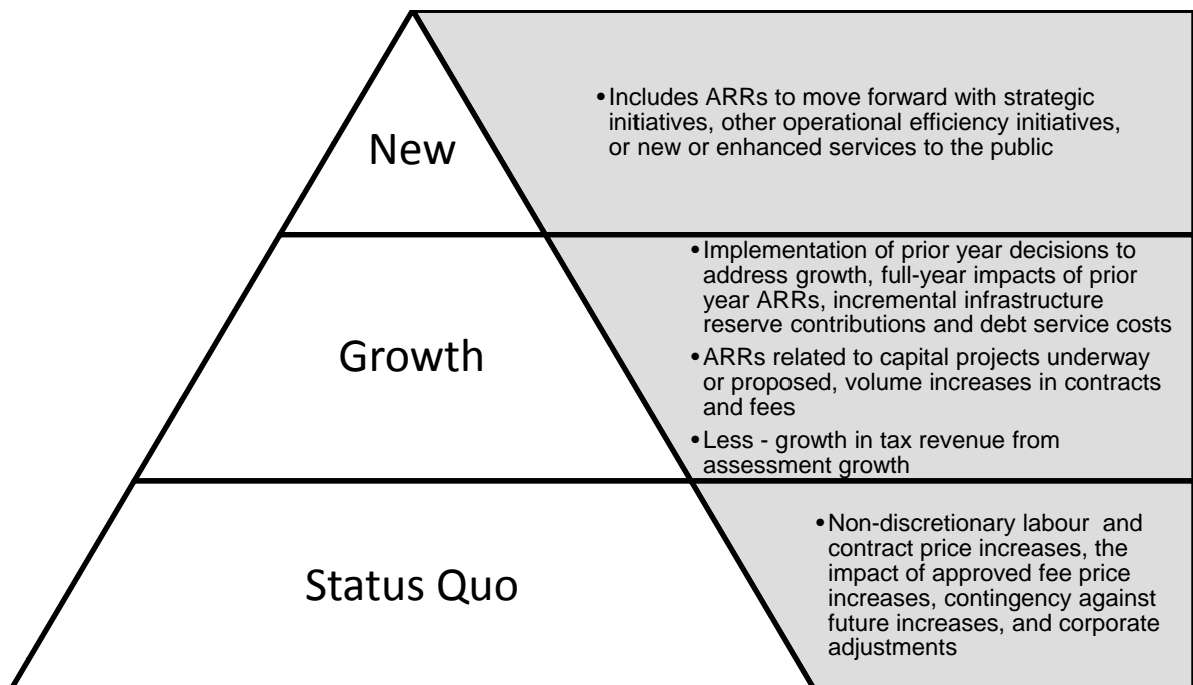 New
•Includes ARRs to move forward with strategic
initiatives, other operational efficiency initiatives,
or new or enhanced services to the public
Growth
•Implementation of prior year decisions to
address growth, full-year impacts of prior
year ARRs, incremental infrastructure
reserve contributions and debt service costs
•ARRs related to capital projects underway
or proposed, volume increases in contracts
and fees
•Less - growth in tax revenue from
assessment growth
Status Quo
•Non-discretionary labour  and
contract price increases, the
impact of approved fee price
increases, contingency against
future increases, and corporate
adjustments